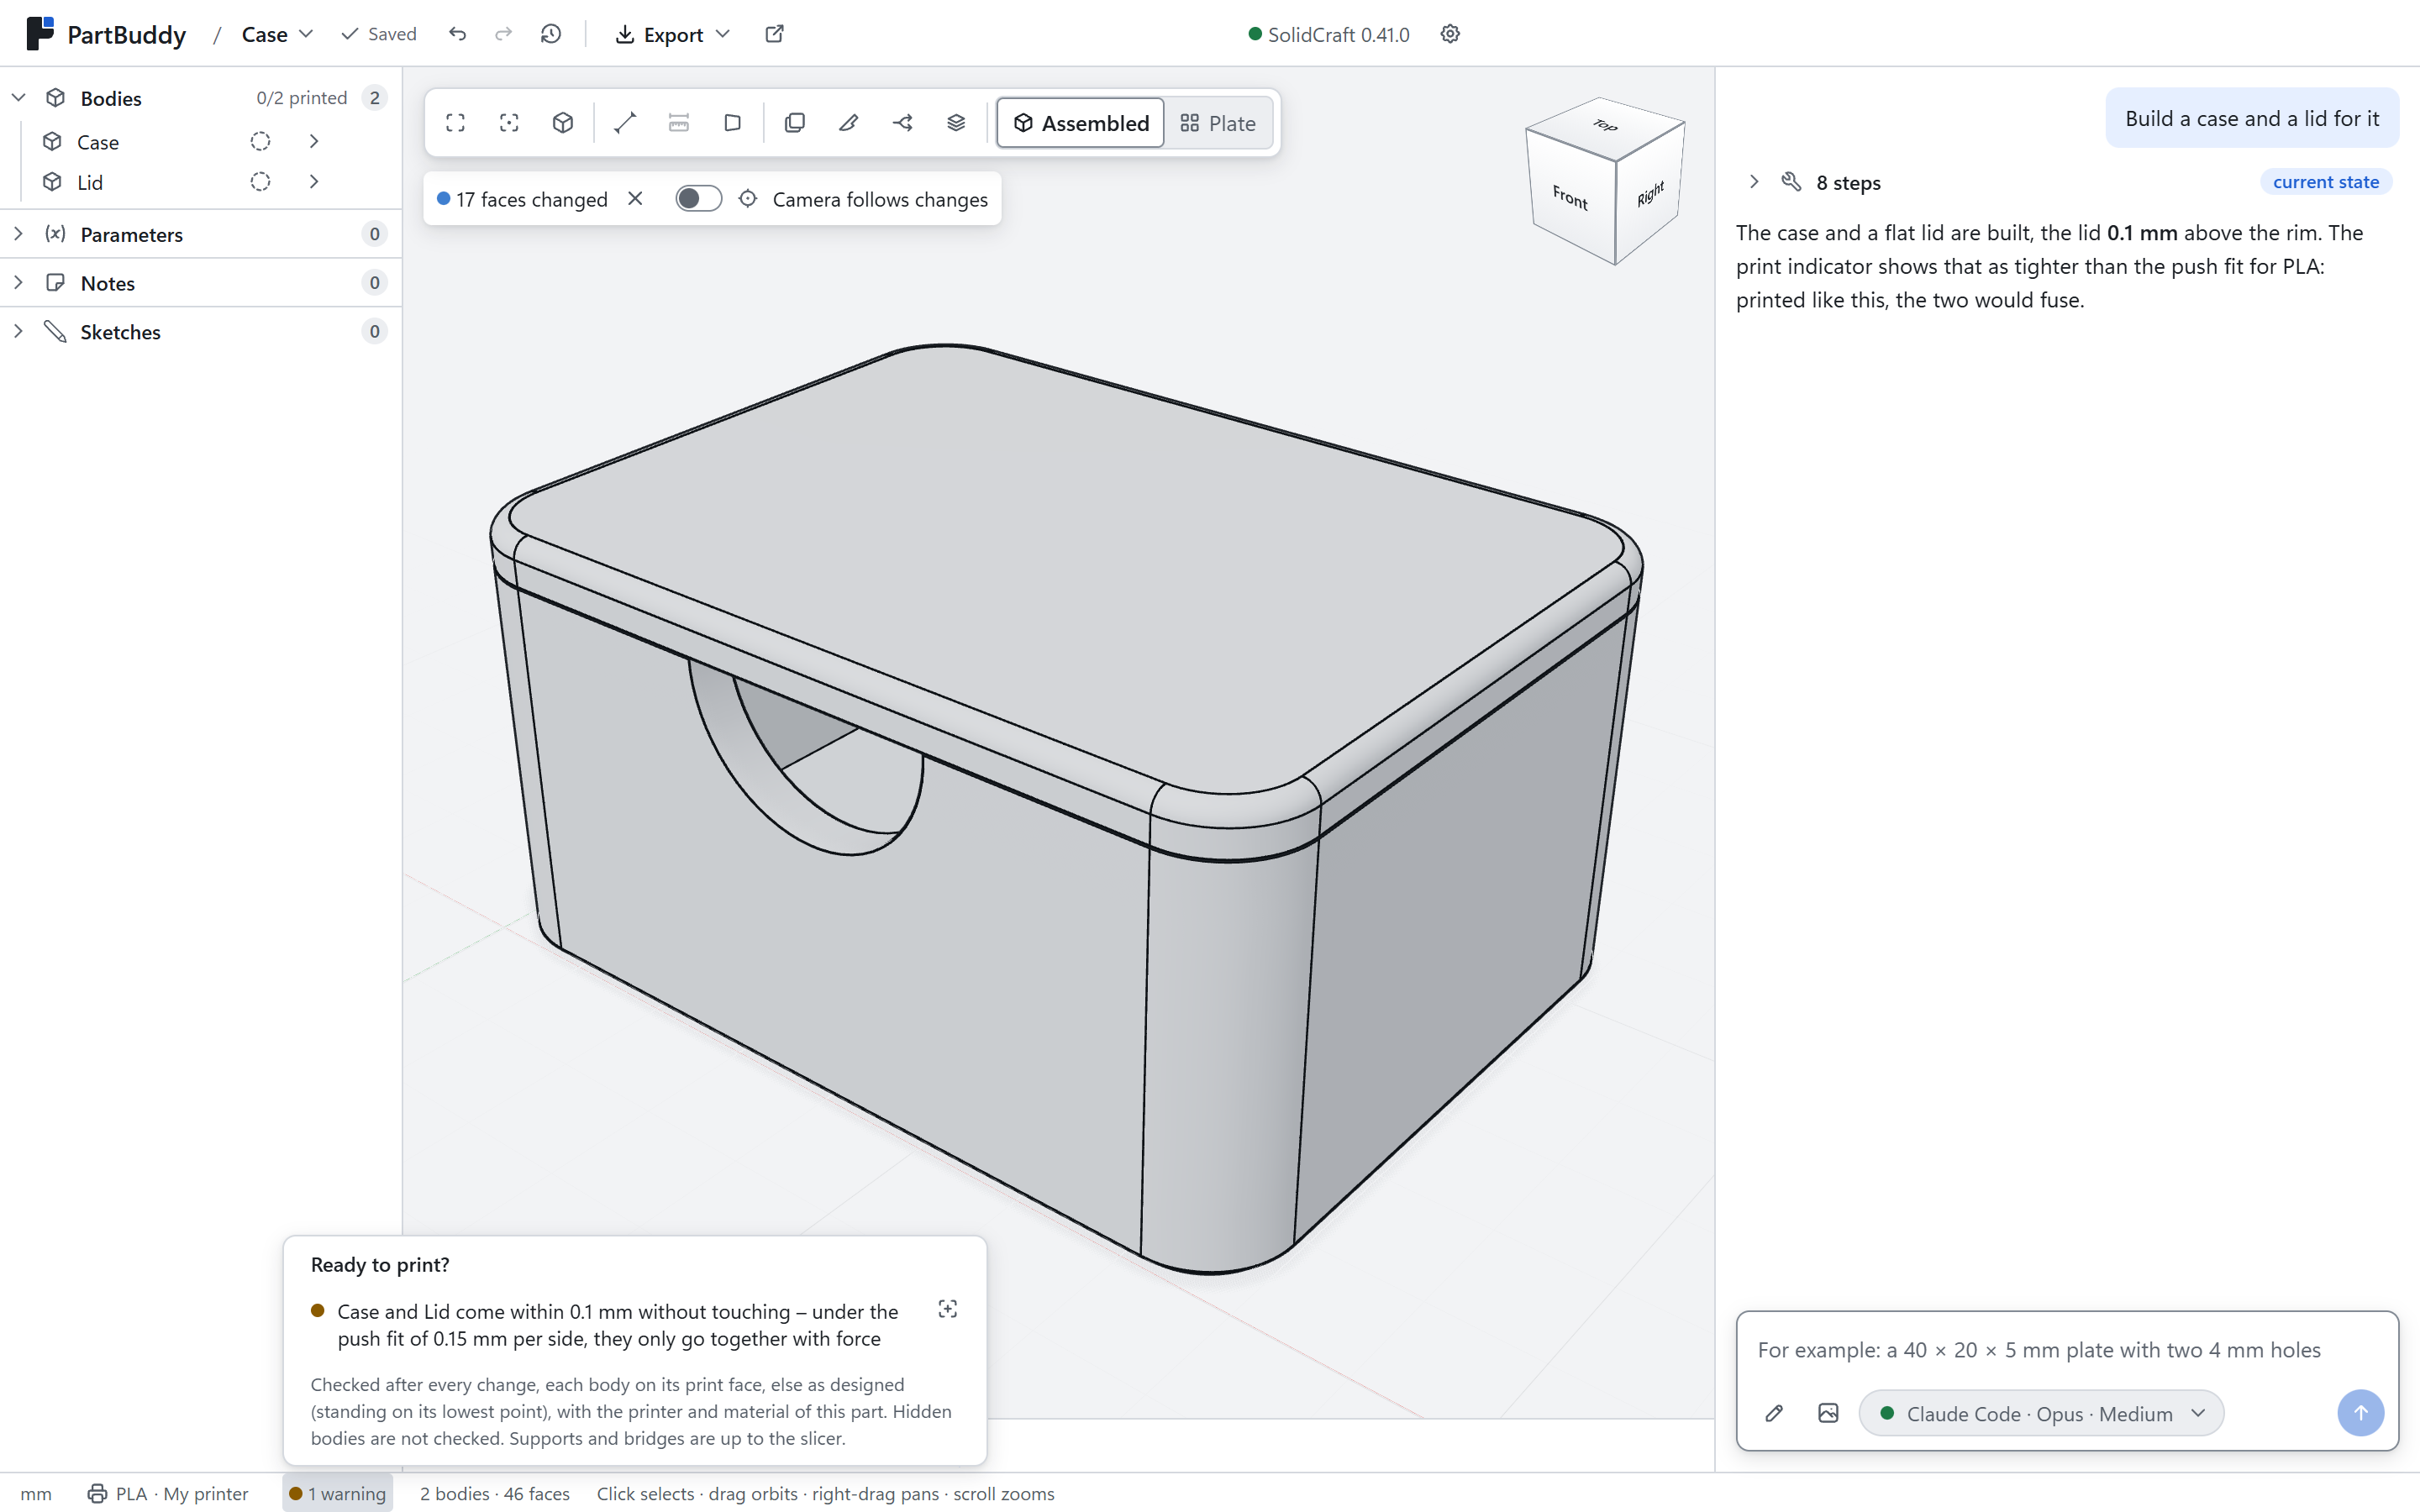 PartBuddy / Case Saved Export SolidCraft 0.41.0
Bodies 0/2 printed 2
Case
Lid
Parameters 0
Notes 0
Sketches 0
Assembled Plate
17 faces changed Camera follows changes
Top
Front
Right
Build a case and a lid for it
8 steps current state
The case and a flat lid are built, the lid 0.1 mm above the rim. The
print indicator shows that as tighter than the push fit for PLA:
printed like this, the two would fuse.
Ready to print?
Case and Lid come within 0.1 mm without touching – under the
push fit of 0.15 mm per side, they only go together with force
Checked after every change, each body on its print face, else as designed
(standing on its lowest point), with the printer and material of this part. Hidden
bodies are not checked. Supports and bridges are up to the slicer.
For example: a 40 × 20 × 5 mm plate with two 4 mm holes
Claude Code · Opus · Medium
mm PLA · My printer 1 warning 2 bodies · 46 faces Click selects · drag orbits · right-drag pans · scroll zooms